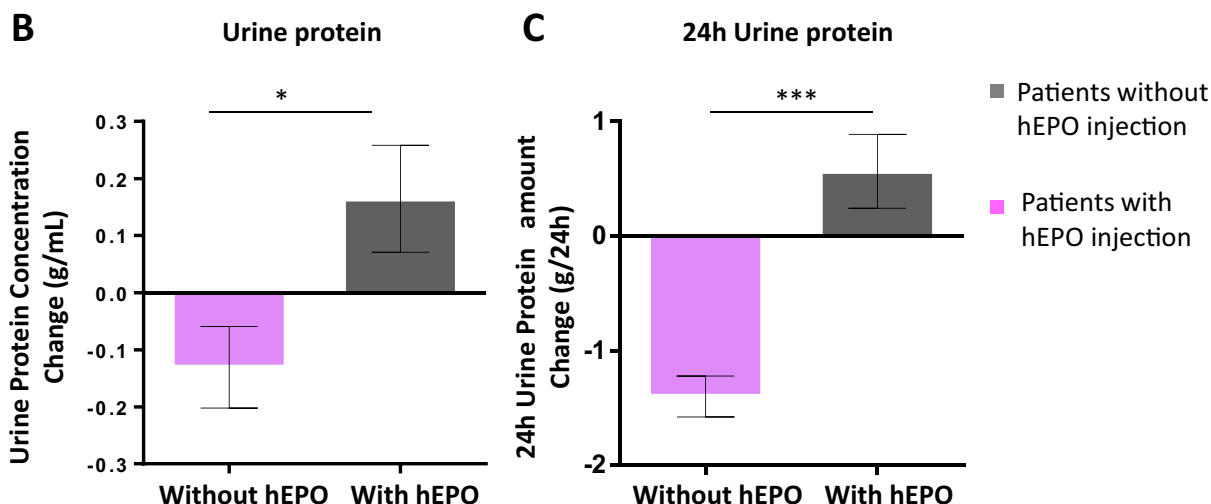 B
Urine protein
*
Urine Protein Concentration
Change (g/mL)
0.3
0.2
0.1
0.0
-0.1
-0.2
-0.3
Without hEPO
With hEPO
C
24h Urine protein
***
24h Urine Protein amount
Change (g/24h)
1
0
-1
-2
Without hEPO
With hEPO
Patients without
hEPO injection
Patients with
hEPO injection